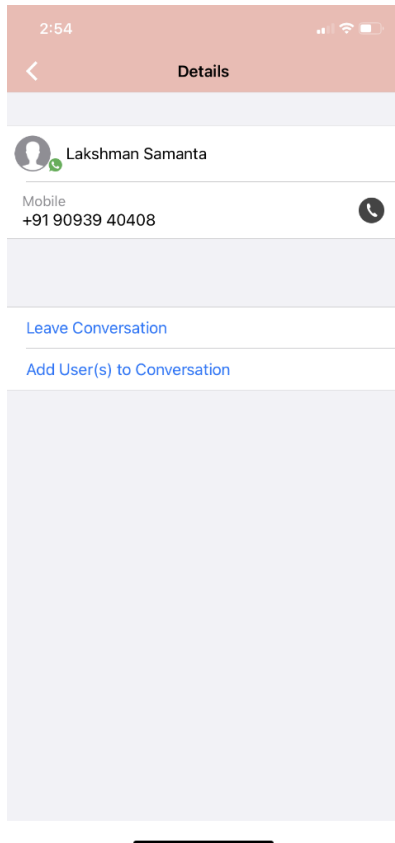 2:54
Details
Lakshman Samanta
Mobile
+91 90939 40408
Leave Conversation
Add User(s) to Conversation